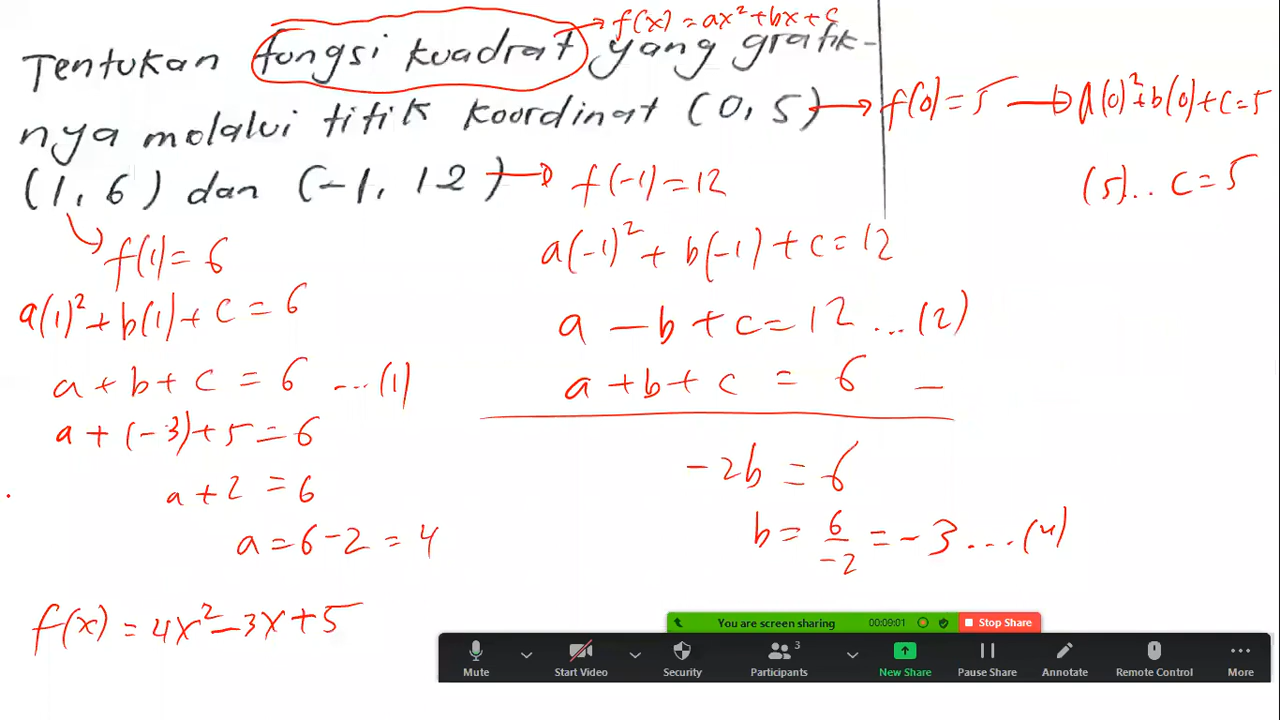 Tentukan fungsi kuadrat yang grafik-
nya melalui titik koordinat (0, 5)
(1, 6) dan (-1, 12)
f(x) = ax² + bx + c
f(0) = 5
a(0)² + b(0) + c = 5
(5)... c = 5
f(-1) = 12
a(-1)² + b(-1) + c = 12
a - b + c = 12 ...(2)
a + b + c = 6 -
-2b = 6
b = 6/-2 = -3 ...(4)
f(1) = 6
a(1)² + b(1) + c = 6
a + b + c = 6 ...(1)
a + (-3) + 5 = 6
a + 2 = 6
a = 6 - 2 = 4
f(x) = 4x² - 3x + 5
You are screen sharing 00:09:01 Stop Share
Mute Start Video Security Participants 3 New Share Pause Share Annotate Remote Control More